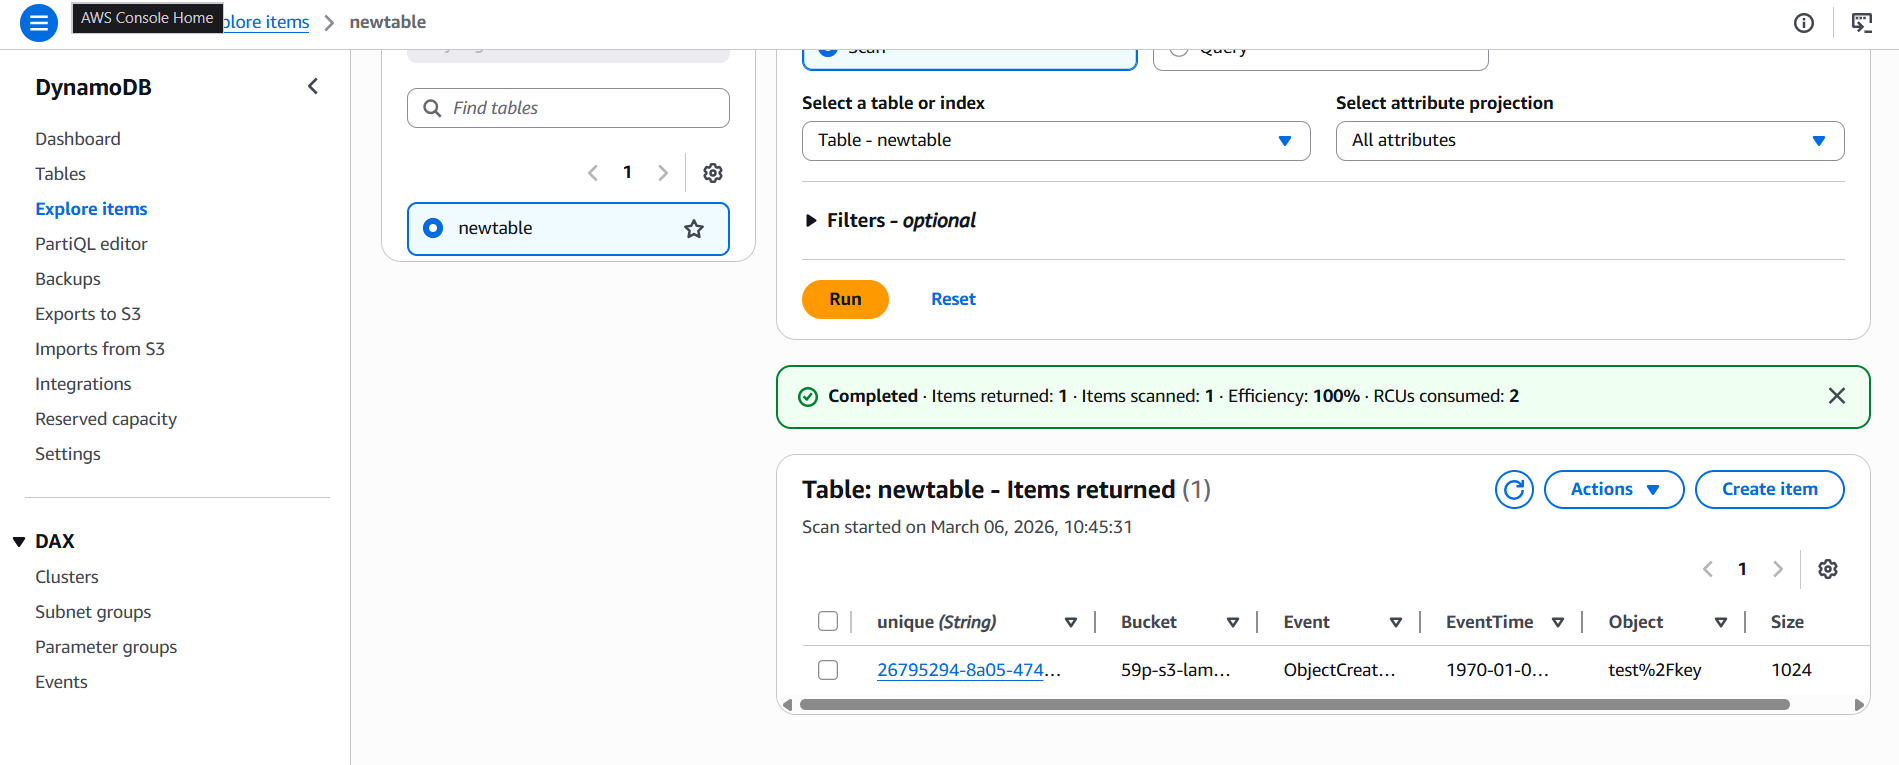 AWS Console Home
plore items > newtable
DynamoDB
Dashboard
Tables
Explore items
PartiQL editor
Backups
Exports to S3
Imports from S3
Integrations
Reserved capacity
Settings
DAX
Clusters
Subnet groups
Parameter groups
Events
Find tables
1
newtable
Scan
Query
Select a table or index
Table - newtable
Select attribute projection
All attributes
Filters - optional
Run Reset
Completed · Items returned: 1 · Items scanned: 1 · Efficiency: 100% · RCUs consumed: 2
Table: newtable - Items returned (1)
Actions
Create item
Scan started on March 06, 2026, 10:45:31
1
unique (String) Bucket Event EventTime Object Size
26795294-8a05-474... 59p-s3-lam... ObjectCreat... 1970-01-0... test%2Fkey 1024